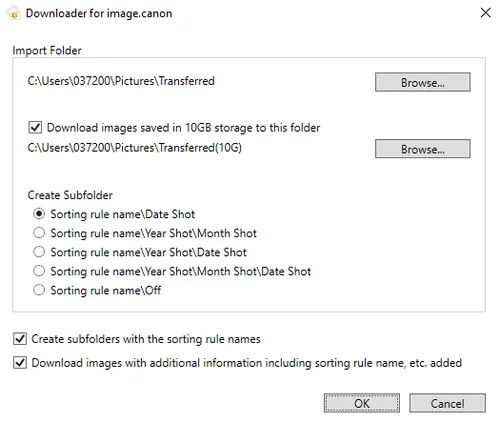 Downloader for image.canon
Import Folder
C:\Users\037200\Pictures\Transferred
Browse...
Download images saved in 10GB storage to this folder
C:\Users\037200\Pictures\Transferred(10G)
Browse...
Create Subfolder
Sorting rule name\Date Shot
Sorting rule name\Year Shot\Month Shot
Sorting rule name\Year Shot\Date Shot
Sorting rule name\Year Shot\Month Shot\Date Shot
Sorting rule name\Off
Create subfolders with the sorting rule names
Download images with additional information including sorting rule name, etc. added
OK
Cancel